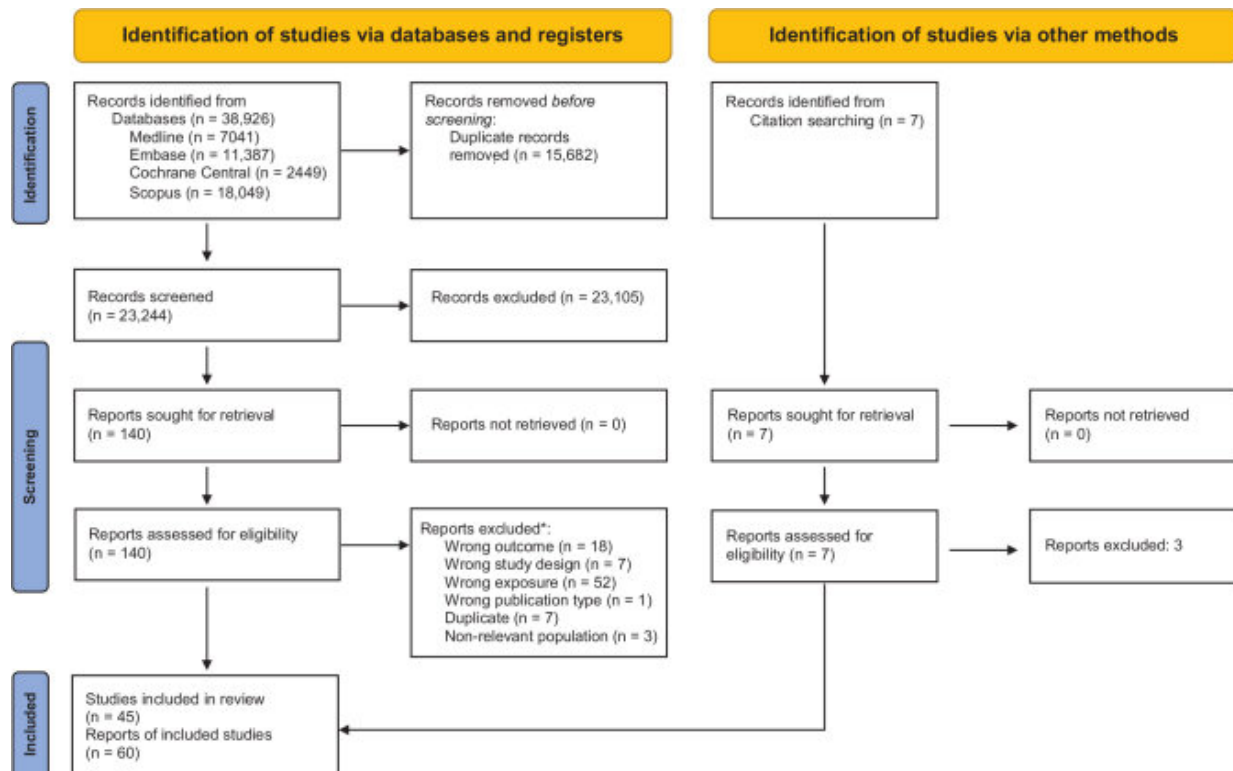 Identification of studies via databases and registers
Identification of studies via other methods
Identification
Records identified from
Databases (n = 38,926)
Medline (n = 7041)
Embase (n = 11,387)
Cochrane Central (n = 2449)
Scopus (n = 18,049)
Records removed before
screening:
Duplicate records
removed (n = 15,682)
Records identified from
Citation searching (n = 7)
Records screened
(n = 23,244)
Records excluded (n = 23,105)
Screening
Reports sought for retrieval
(n = 140)
Reports not retrieved (n = 0)
Reports sought for retrieval
(n = 7)
Reports not retrieved
(n = 0)
Reports assessed for eligibility
(n = 140)
Reports excluded*:
Wrong outcome (n = 18)
Wrong study design (n = 7)
Wrong exposure (n = 52)
Wrong publication type (n = 1)
Duplicate (n = 7)
Non-relevant population (n = 3)
Reports assessed for
eligibility (n = 7)
Reports excluded: 3
Included
Studies included in review
(n = 45)
Reports of included studies
(n = 60)